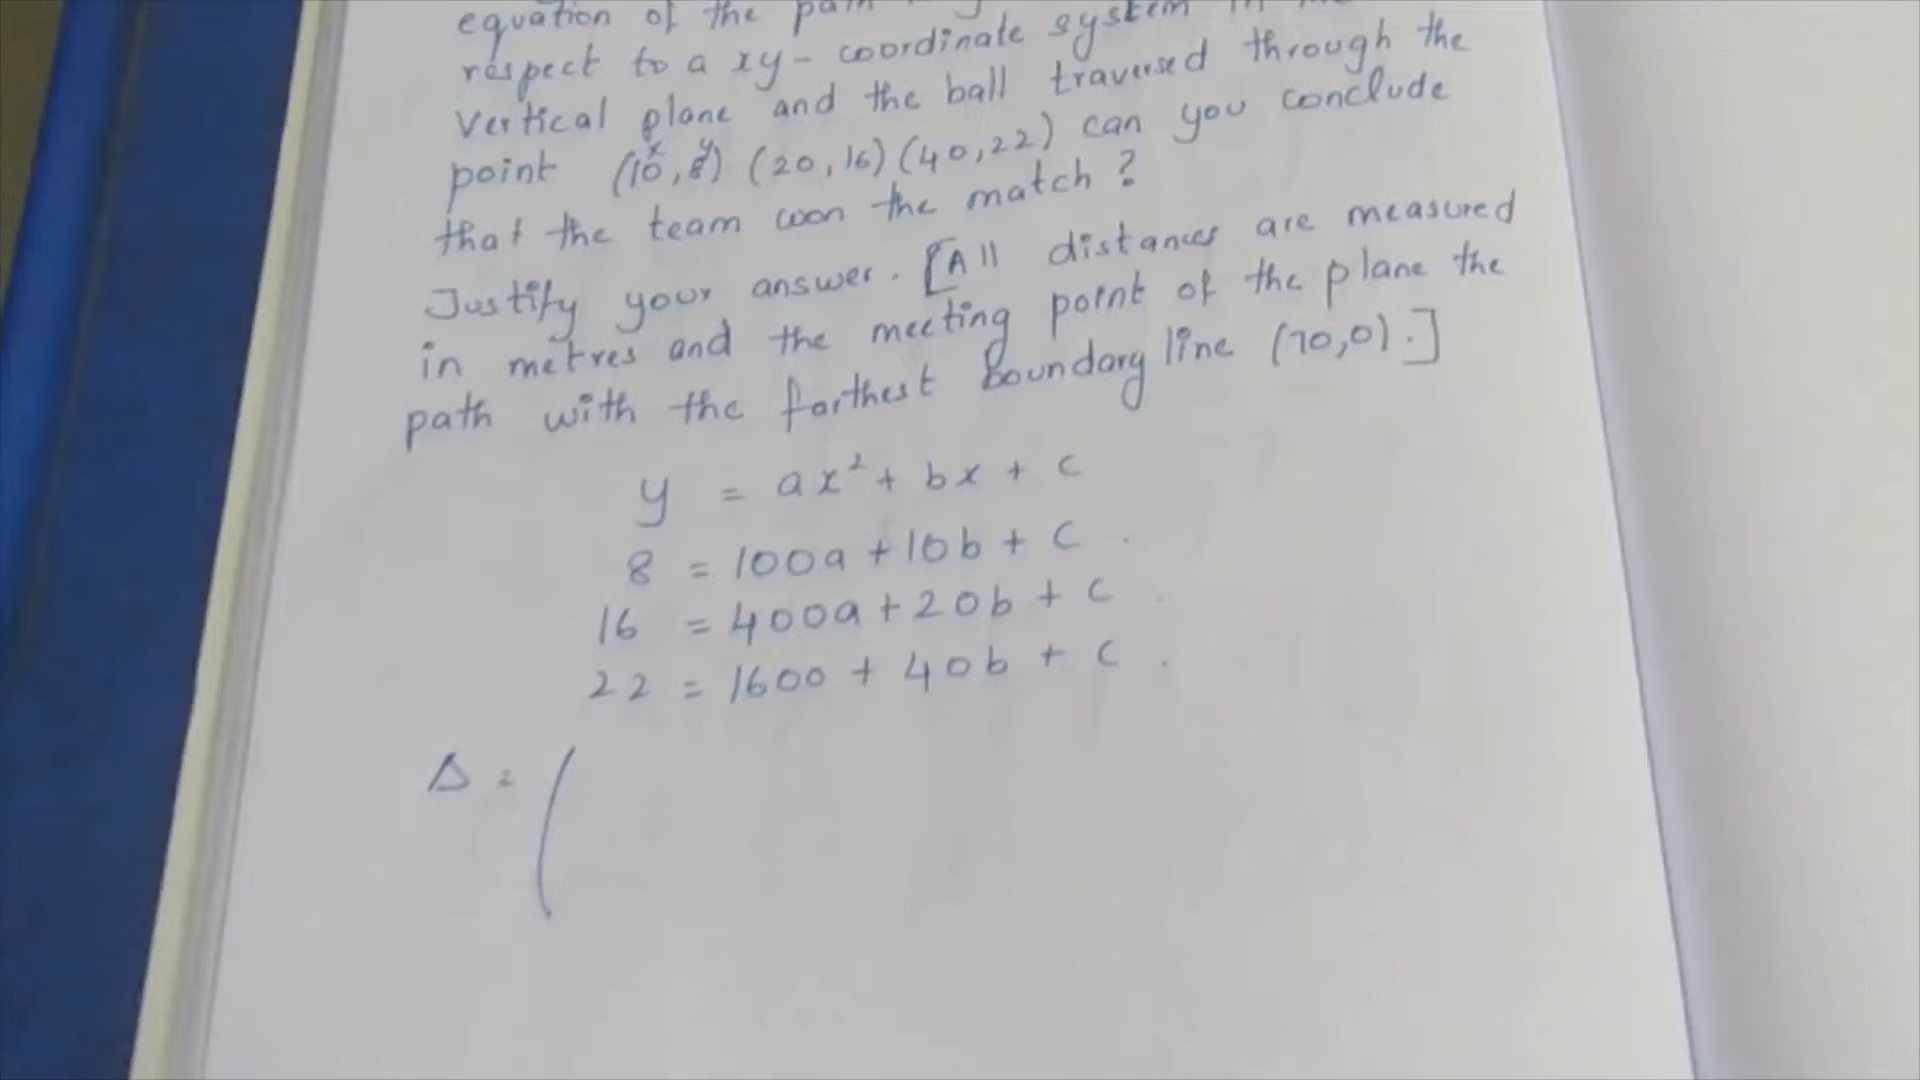 equation of the path
respect to a xy - coordinate system in
vertical plane and the ball traversed through the
point (10, 8) (20, 16) (40, 22) can you conclude
x y
that the team won the match ?
Justify your answer. [All distances are measured
in metres and the meeting point of the plane the
path with the farthest boundary line (70,0).]
y = ax² + bx + c
8 = 100a + 10b + c .
16 = 400a + 20b + c .
22 = 1600 + 40b + c .
Δ = (